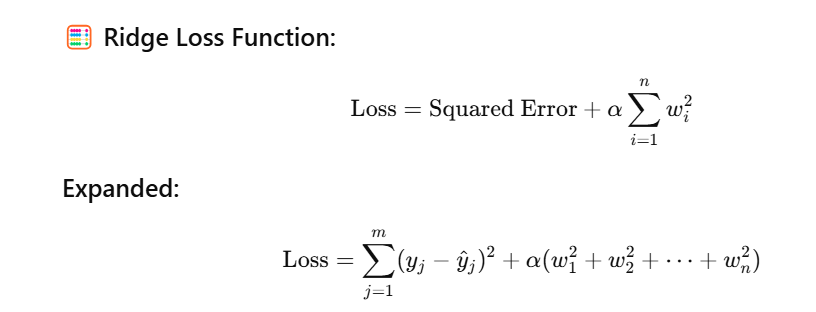 🧮 Ridge Loss Function:
Loss = Squared Error + α ∑_{i=1}^{n} w_i^2
Expanded:
Loss = ∑_{j=1}^{m} (y_j − ŷ_j)^2 + α(w_1^2 + w_2^2 + ⋯ + w_n^2)